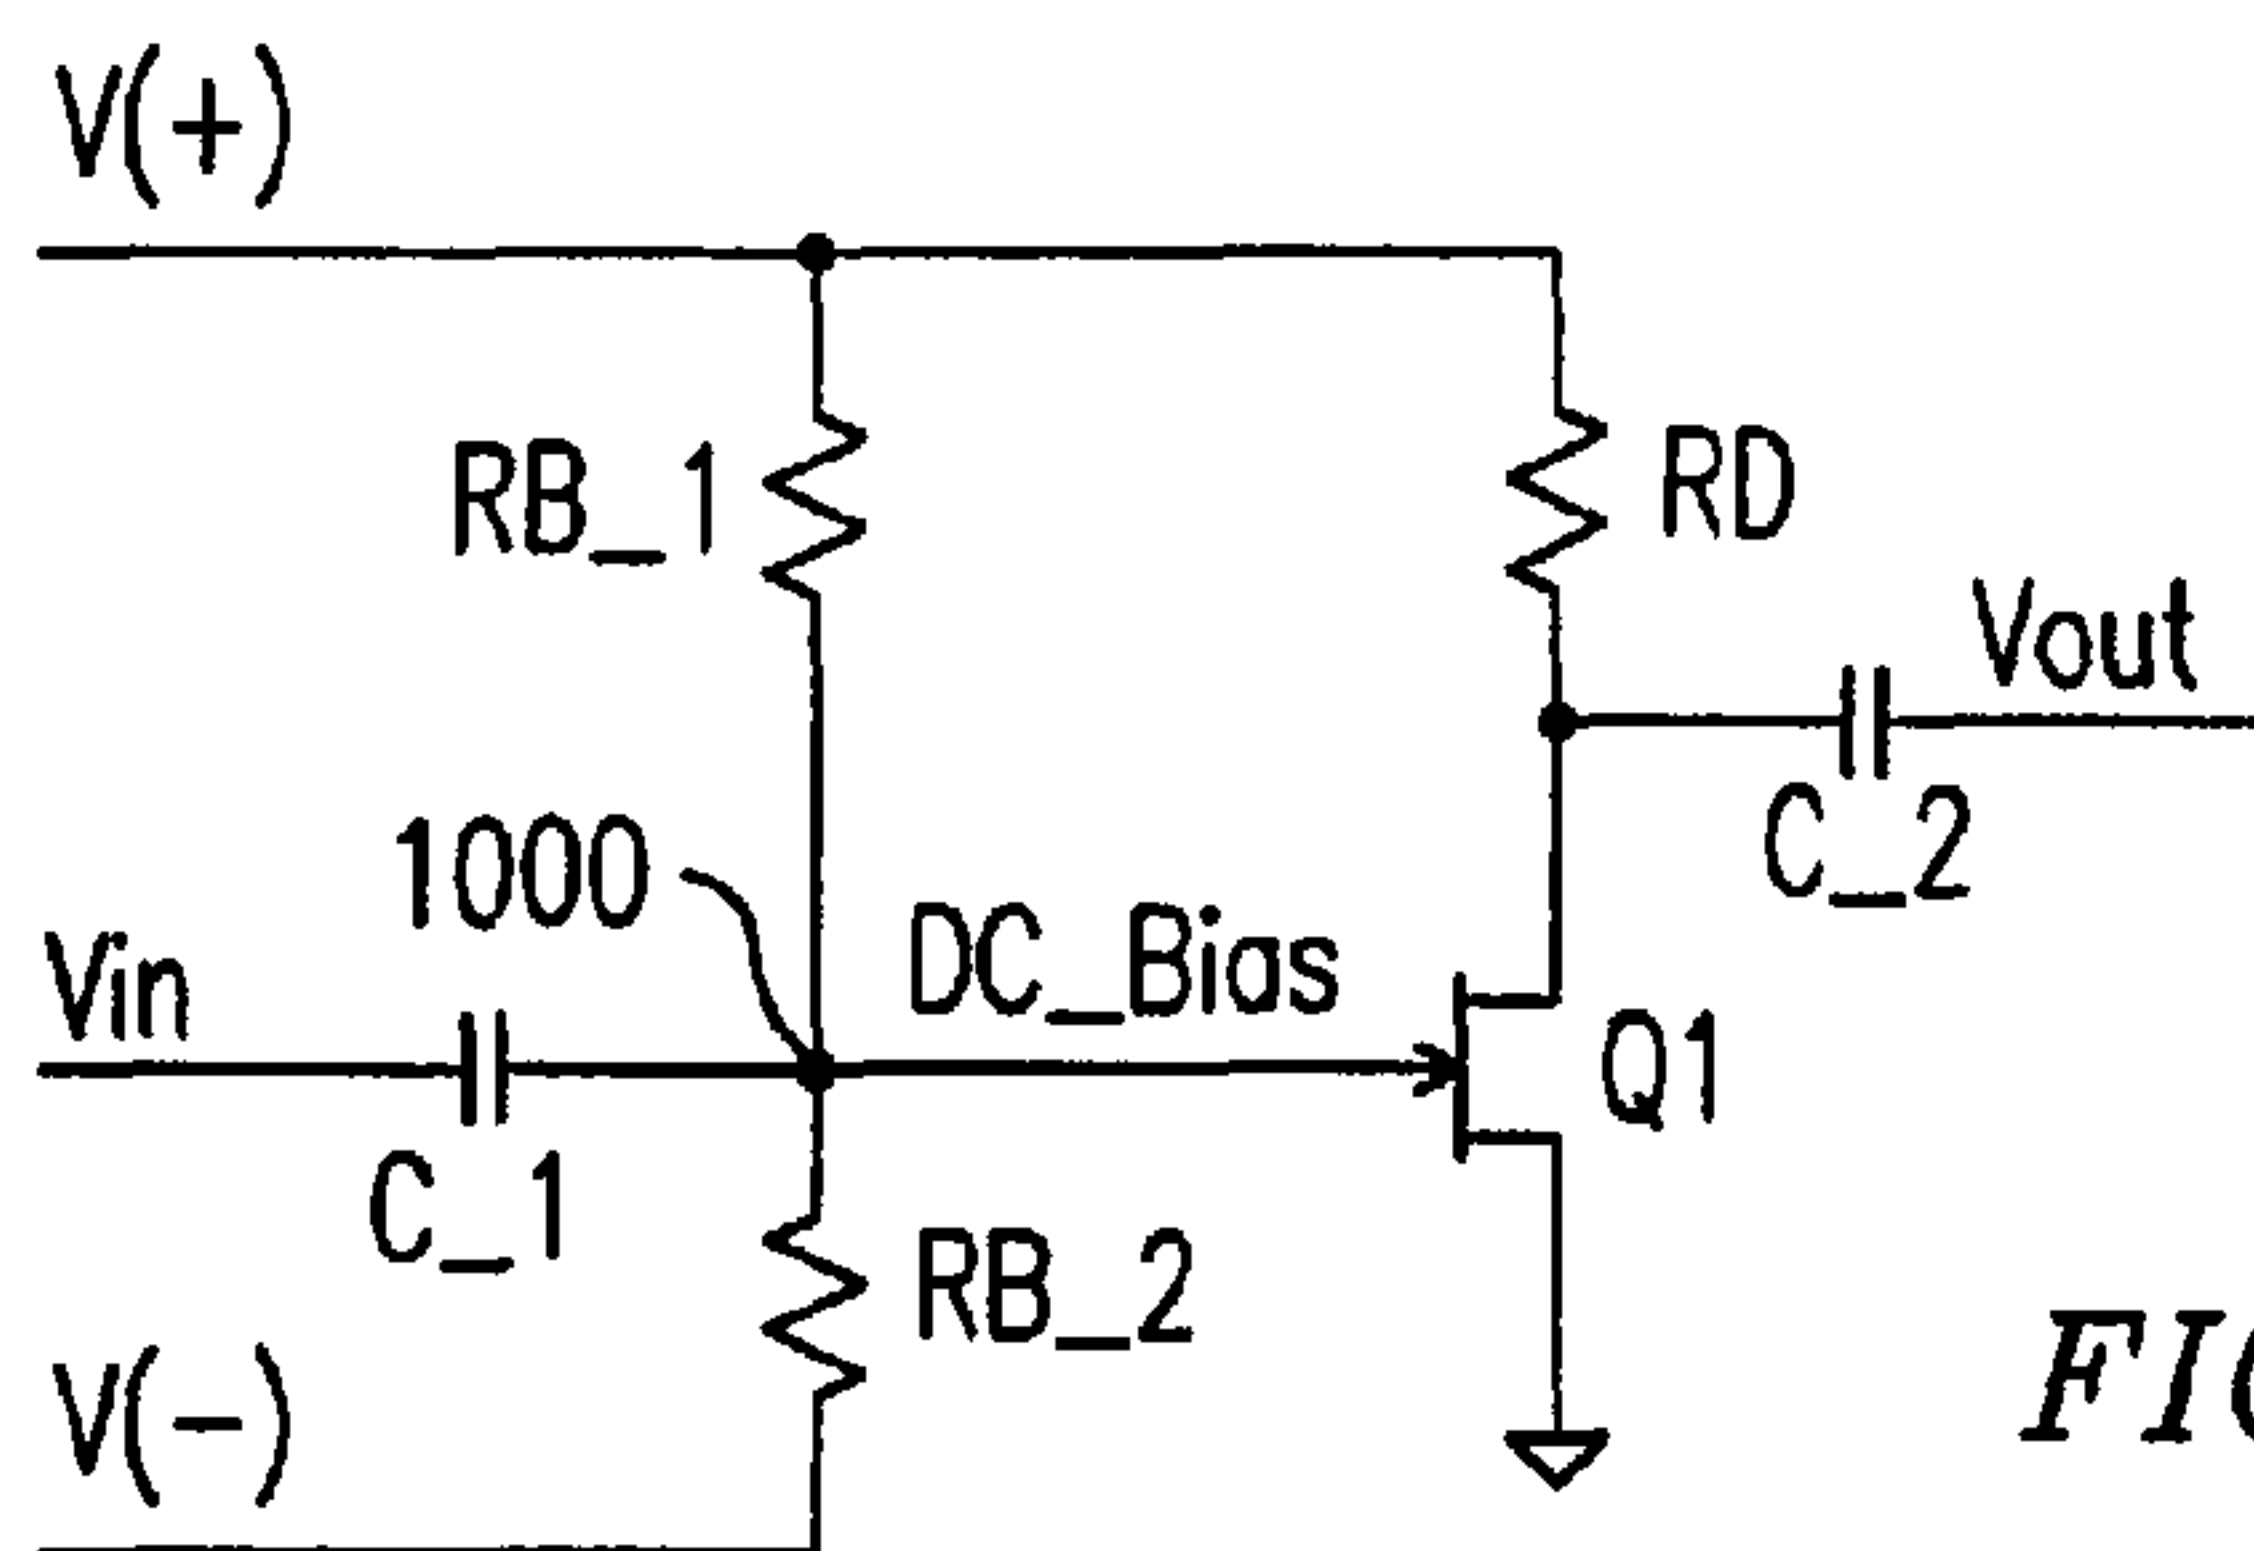 V(+)
RB_1
RD
Vout
1000
C_2
DC_Bias
Vin
Q1
C_1
RB_2
V(-)